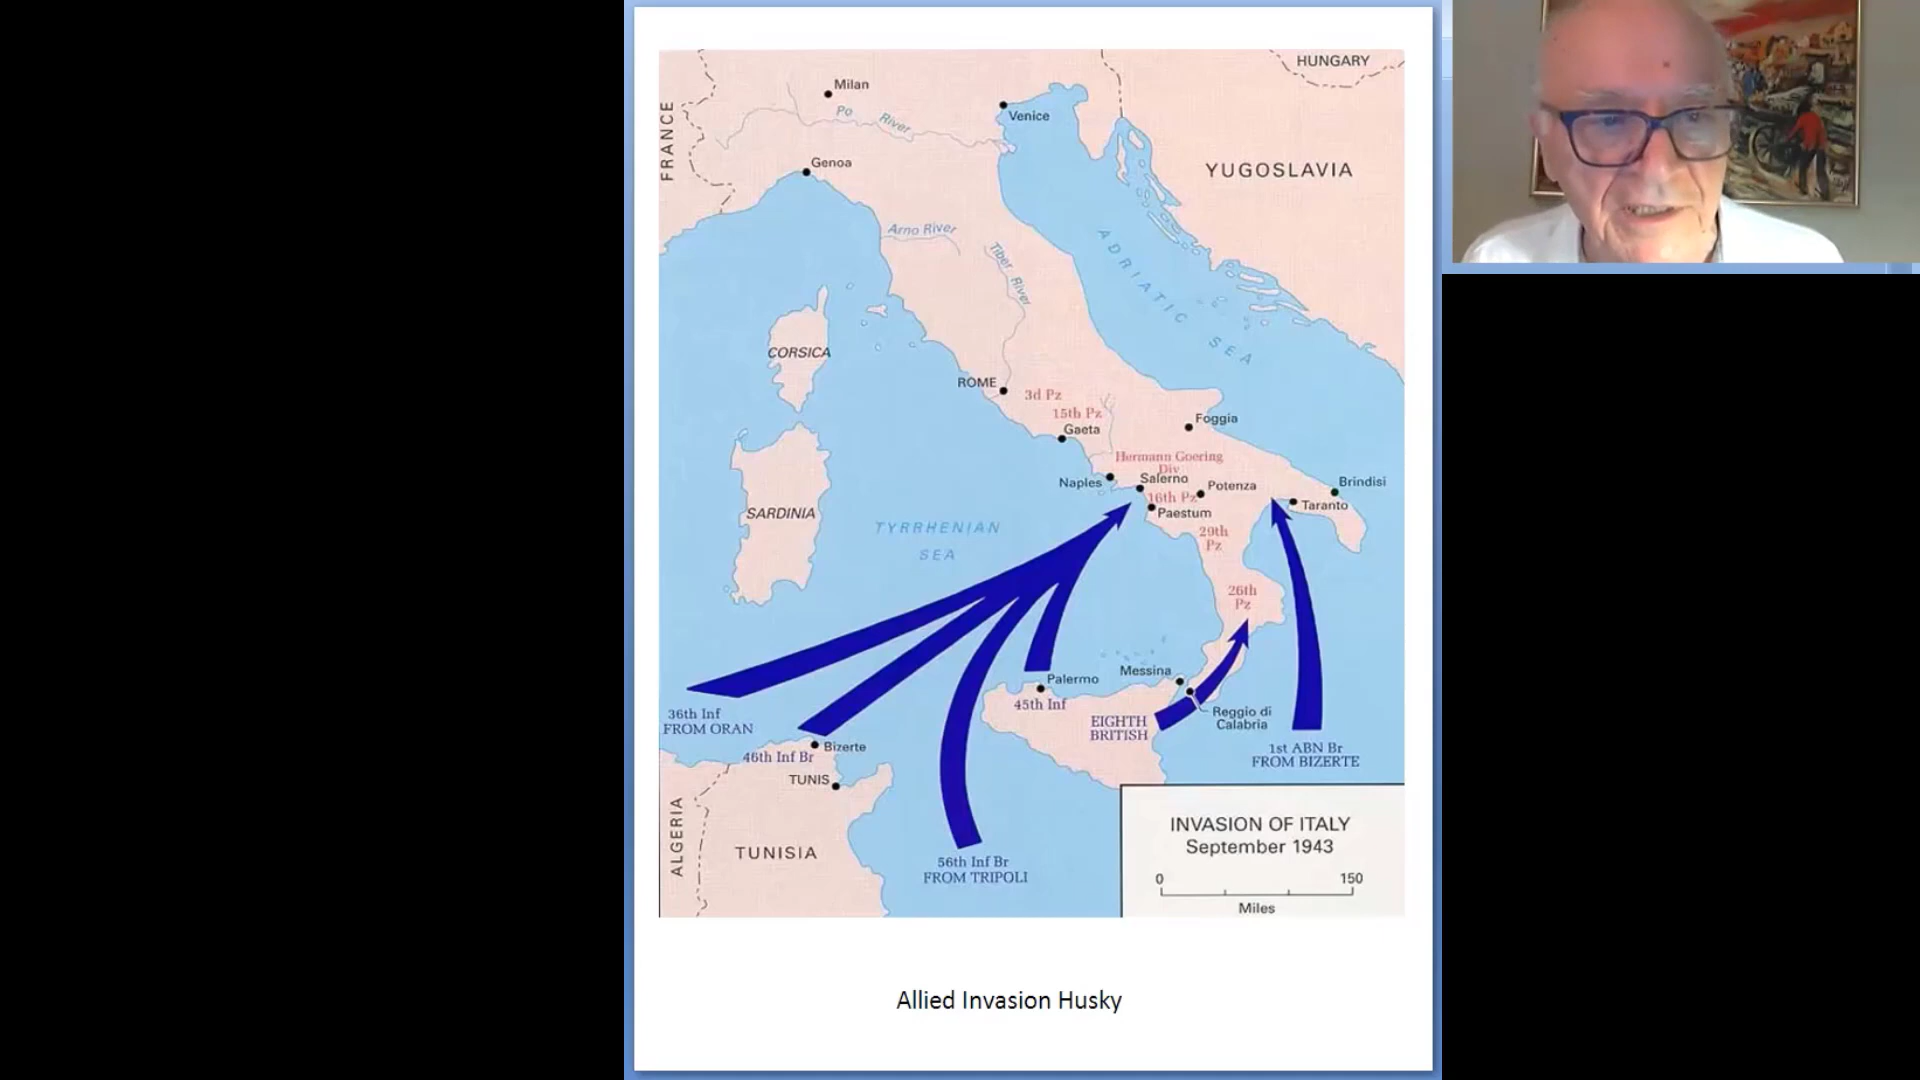 HUNGARY
Milan
Po River
Venice
FRANCE
Genoa
YUGOSLAVIA
Arno River
Tiber River
ADRIATIC SEA
CORSICA
ROME
3d Pz
15th Pz
Gaeta
Foggia
Hermann Goering
Div
Naples
Salerno
Potenza
Brindisi
16th Pz
Paestum
Taranto
SARDINIA
TYRRHENIAN
SEA
29th
Pz
26th
Pz
Messina
Palermo
45th Inf
36th Inf
FROM ORAN
EIGHTH
BRITISH
Reggio di
Calabria
Bizerte
46th Inf Br
1st ABN Br
FROM BIZERTE
TUNIS
ALGERIA
TUNISIA
56th Inf Br
FROM TRIPOLI
INVASION OF ITALY
September 1943
0 150
Miles
Allied Invasion Husky